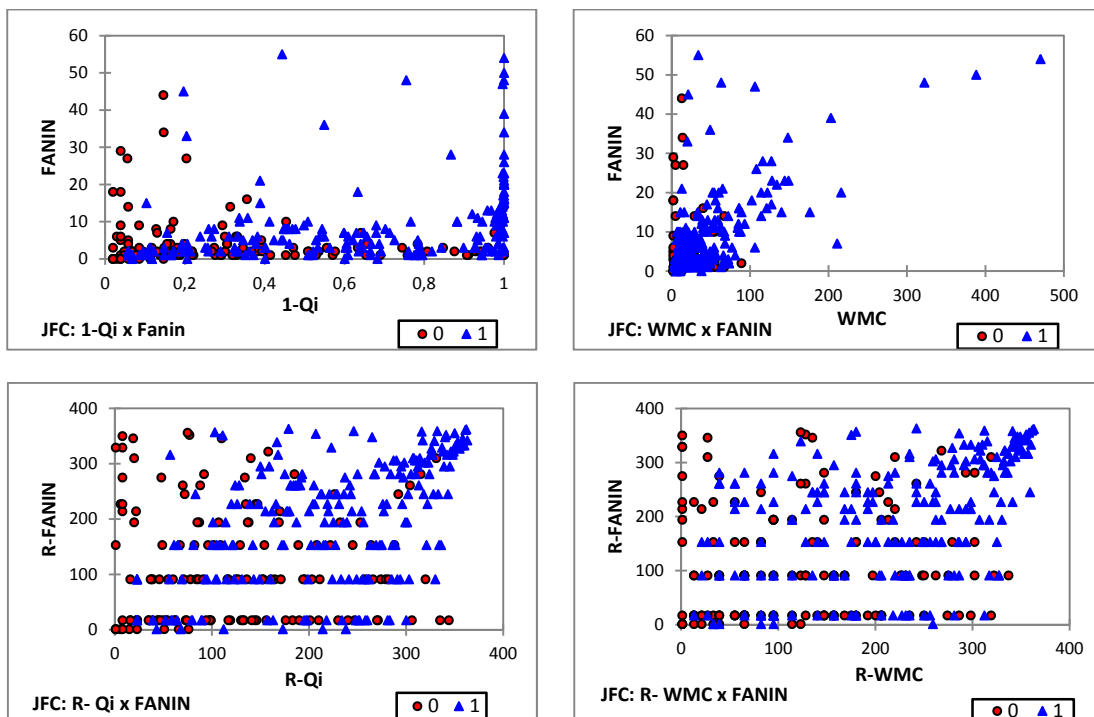 60
50
40
30
20
10
0
FANIN
0 0,2 0,4 0,6 0,8 1
1-Qi
JFC: 1-Qi x Fanin
0 1
60
50
40
30
20
10
0
FANIN
0 100 200 300 400 500
WMC
JFC: WMC x FANIN
0 1
400
300
200
100
0
R-FANIN
0 100 200 300 400
R-Qi
JFC: R- Qi x FANIN
0 1
400
300
200
100
0
R-FANIN
0 100 200 300 400
R-WMC
JFC: R- WMC x FANIN
0 1